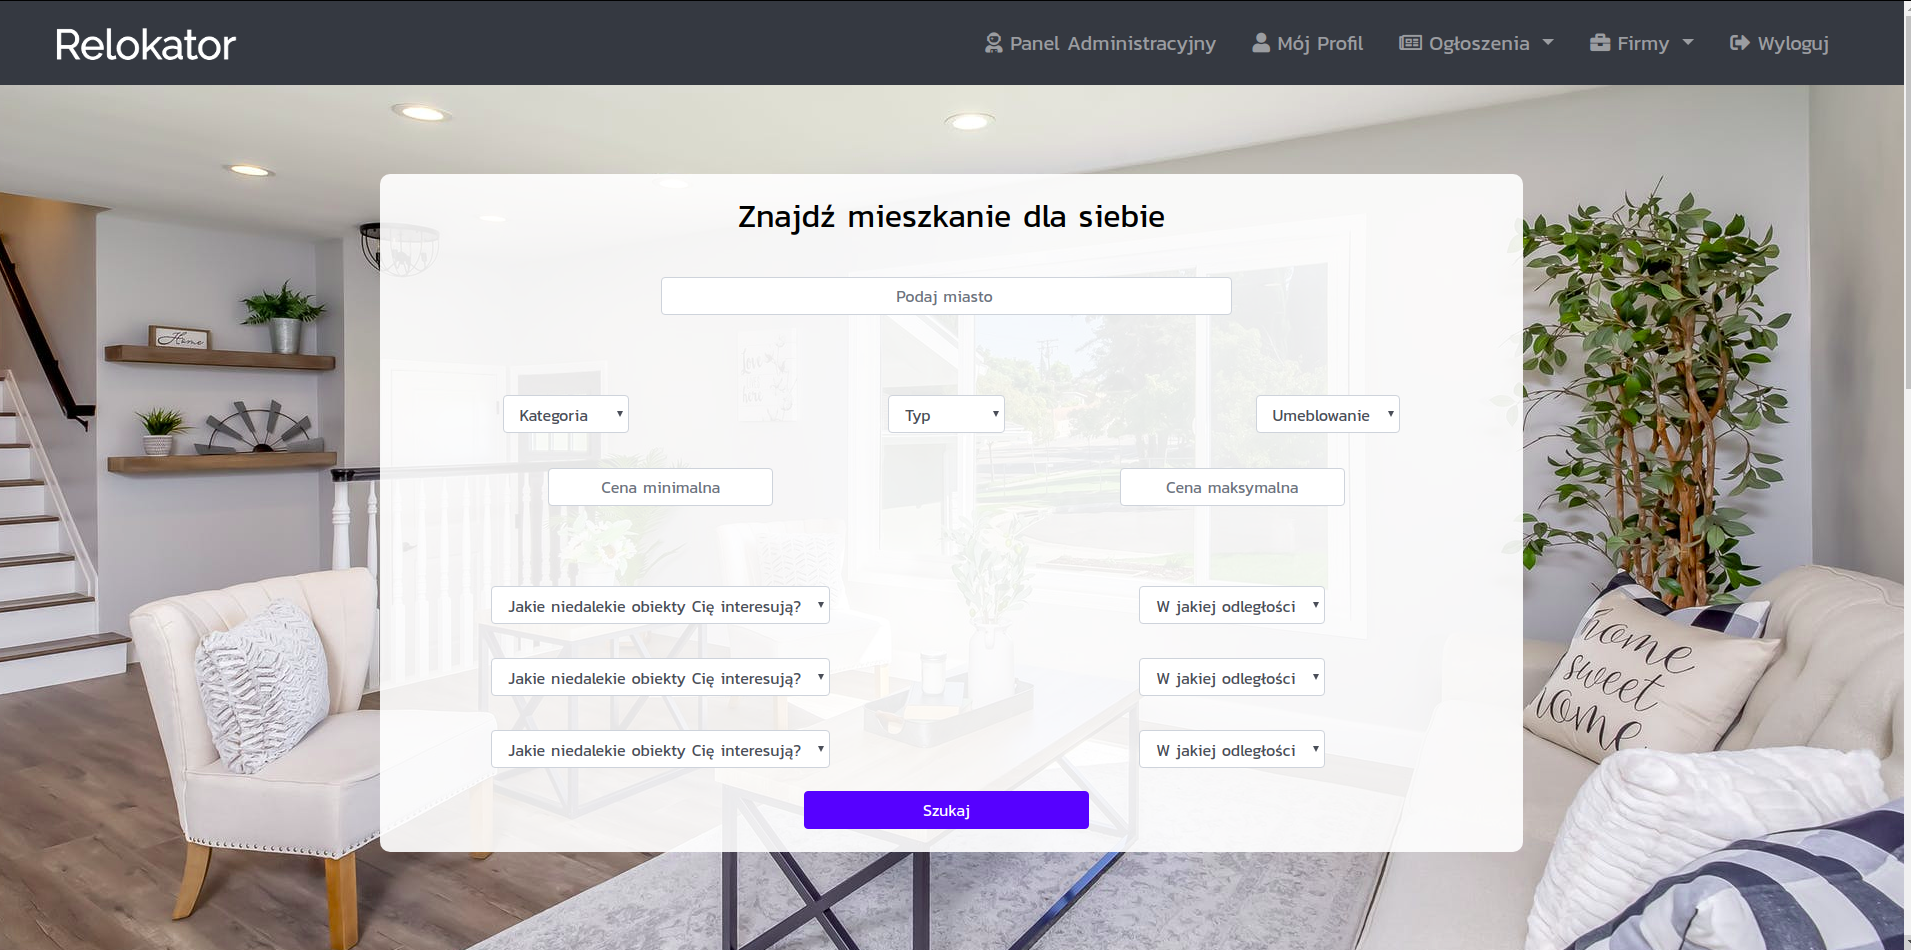 Relokator
Panel Administracyjny Mój Profil Ogłoszenia Firmy Wyloguj
Znajdź mieszkanie dla siebie
Podaj miasto
Kategoria Typ Umeblowanie
Cena minimalna Cena maksymalna
Jakie niedalekie obiekty Cię interesują? W jakiej odległości
Jakie niedalekie obiekty Cię interesują? W jakiej odległości
Jakie niedalekie obiekty Cię interesują? W jakiej odległości
Szukaj
Home
home
sweet
home